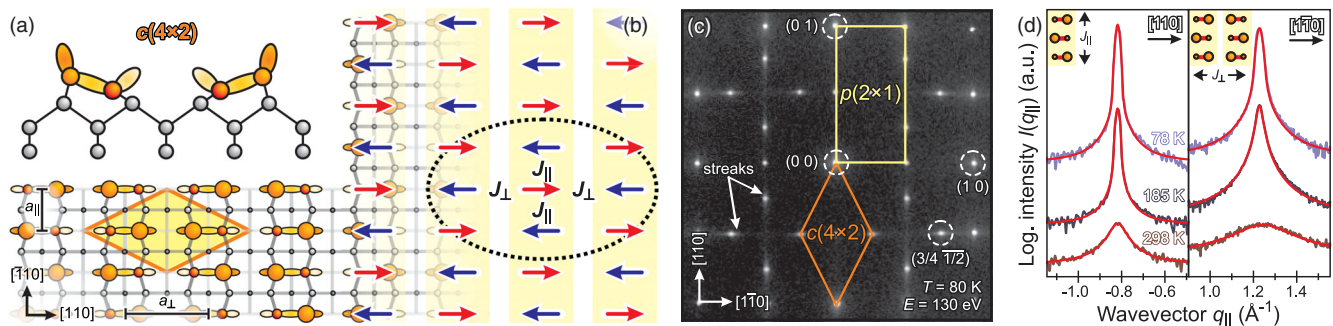 (a)
c(4×2)
a∥
a⊥
[1̄10]
[110]
(b)
J∥
J⊥
J⊥
J∥
(c)
(0 1)
p(2×1)
(0 0)
(1 0)
streaks
c(4×2)
(3/4 1̄/2̄)
[110]
[11̄0]
T = 80 K
E = 130 eV
(d)
Log. intensity I(q∥) (a.u.)
J∥
[110]
78 K
185 K
298 K
J⊥
[11̄0]
-1.0 -0.8 -0.6 1.0 1.2 1.4
Wavevector q∥ (Å⁻¹)